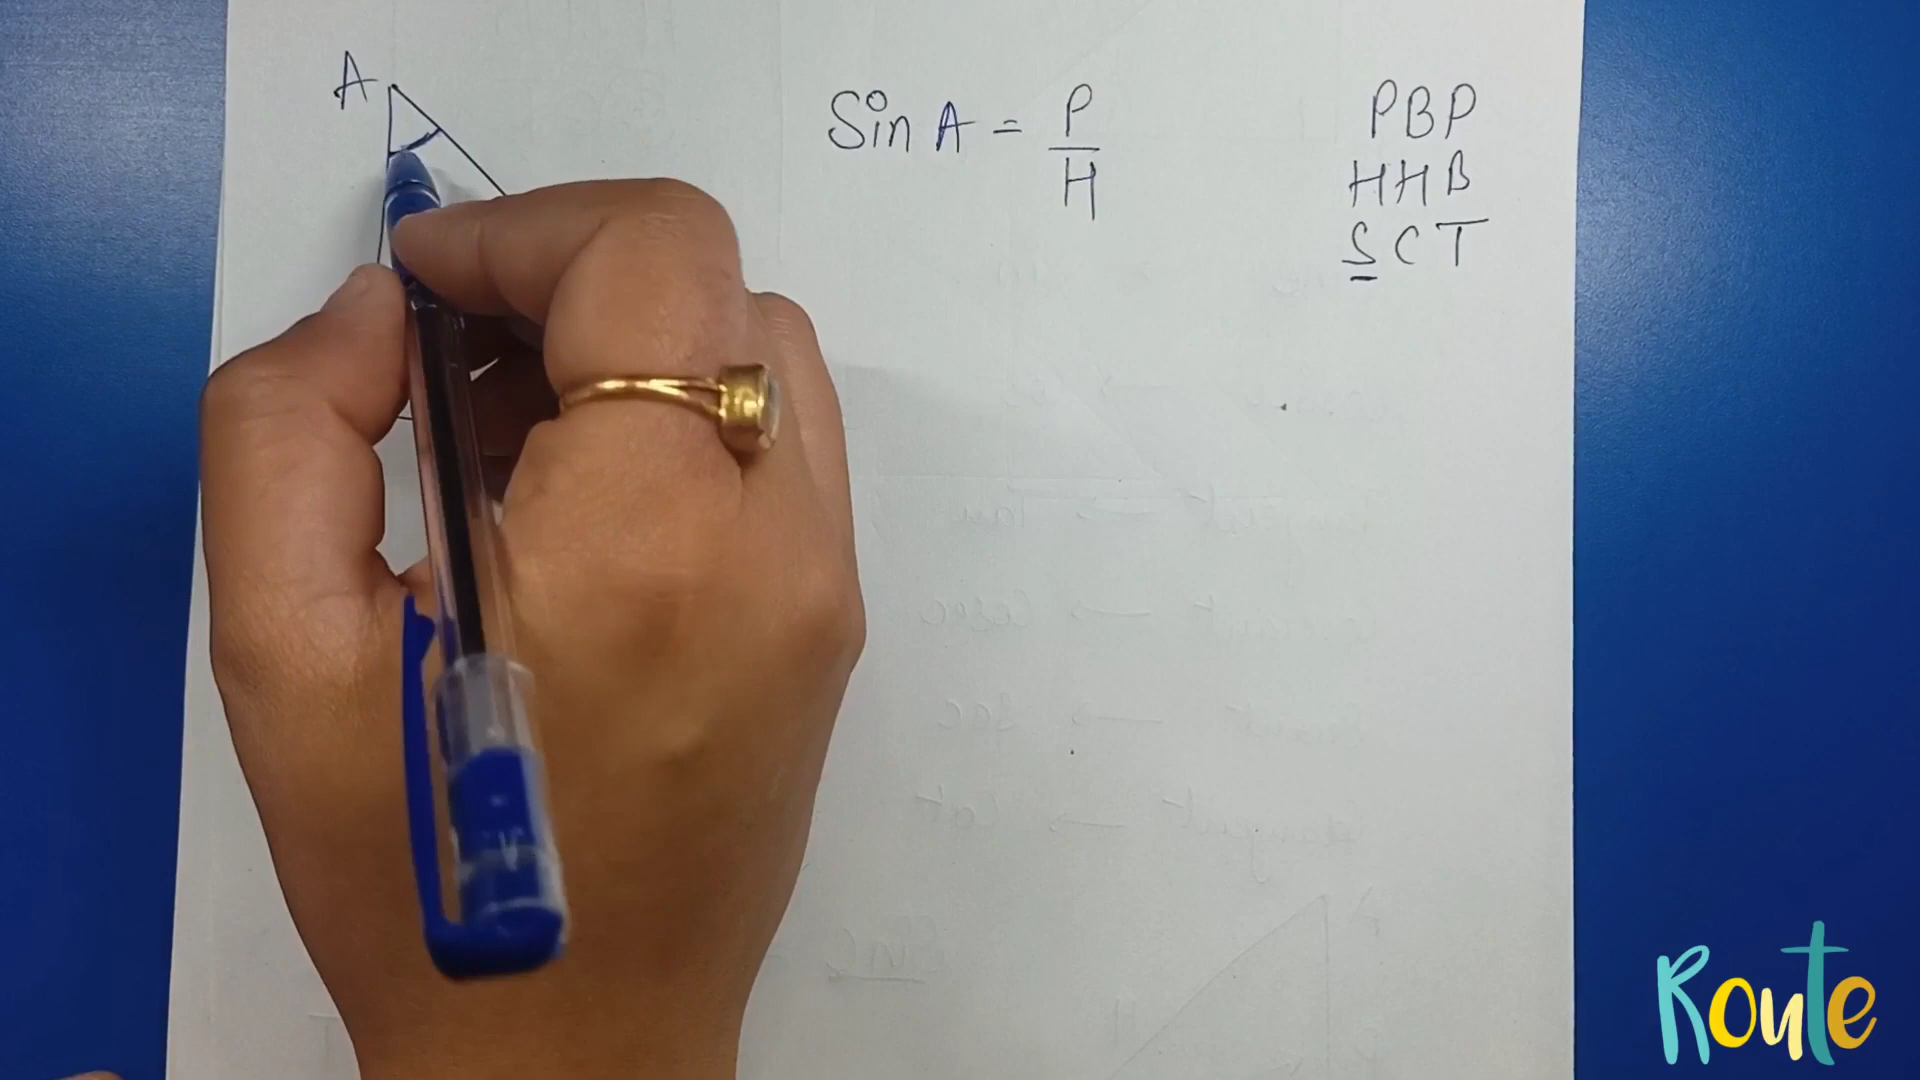 A
Sin A = P
H
PBP
HHB
SCT
Route